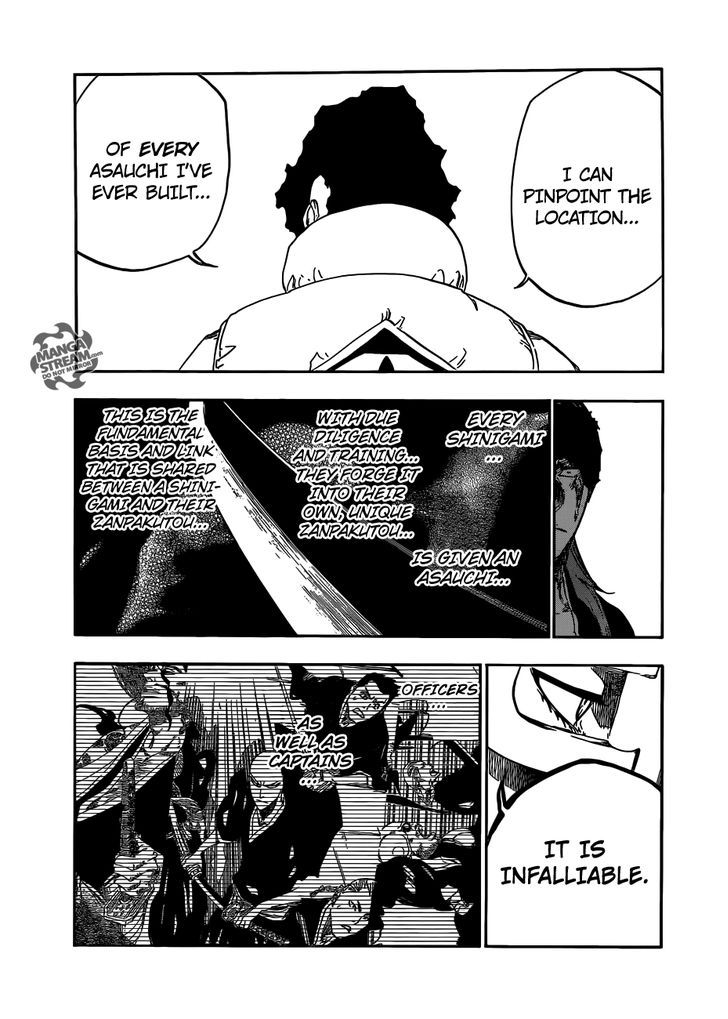 I CAN
PINPOINT THE
LOCATION...
OF EVERY
ASAUCHI I'VE
EVER BUILT...
MANGA
STREAM.com
DO NOT MIRROR
EVERY
SHINIGAMI
...
IS GIVEN AN
ASAUCHI...
WITH DUE
DILIGENCE
AND TRAINING...
THEY FORGE IT
INTO THEIR
OWN, UNIQUE
ZANPAKUTOU...
THIS IS THE
FUNDAMENTAL
BASIS AND LINK
THAT IS SHARED
BETWEEN A SHINI-
GAMI AND THEIR
ZANPAKUTOU...
IT IS
INFALLIABLE.
OFFICERS
...
AS
WELL AS
CAPTAINS
...